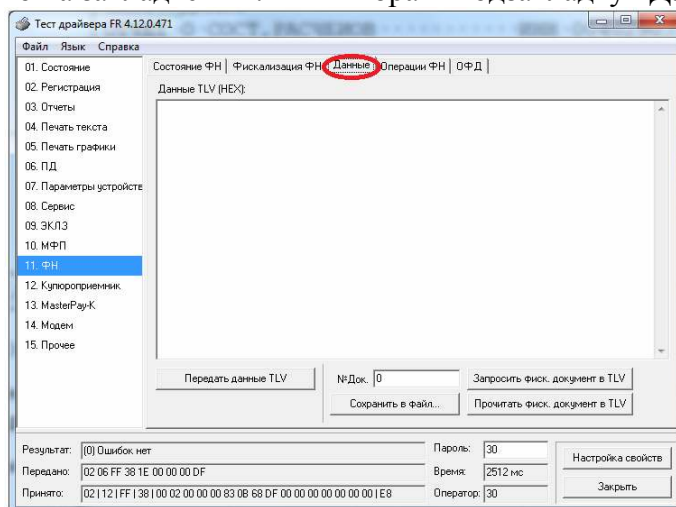 Тест драйвера FR 4.12.0.471
Файл Язык Справка
01. Состояние
02. Регистрация
03. Отчеты
04. Печать текста
05. Печать графики
06. ПД
07. Параметры устройств
08. Сервис
09. ЭКЛЗ
10. МФП
11. ФН
12. Купюроприемник
13. MasterPay-K
14. Модем
15. Прочее
Состояние ФН Фискализация ФН Данные Операции ФН ОФД
Данные TLV (HEX):
Передать данные TLV
№Док. 0
Запросить фиск. документ в TLV
Сохранить в файл...
Прочитать фиск. документ в TLV
Результат: (0) Ошибок нет
Пароль: 30
Настройка свойств
Передано: 02 06 FF 38 1E 00 00 00 DF
Время: 2512 мс
Принято: 02 | 12 | FF | 38 | 00 02 00 00 00 83 0B 68 DF 00 00 00 00 00 00 00 | E8
Оператор: 30
Закрыть